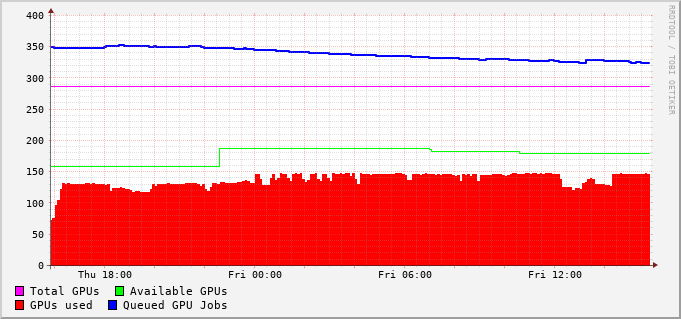 400
350
300
250
200
150
100
50
0
Thu 18:00 Fri 00:00 Fri 06:00 Fri 12:00
Total GPUs Available GPUs
GPUs used Queued GPU Jobs
RRDTOOL / TOBI OETIKER